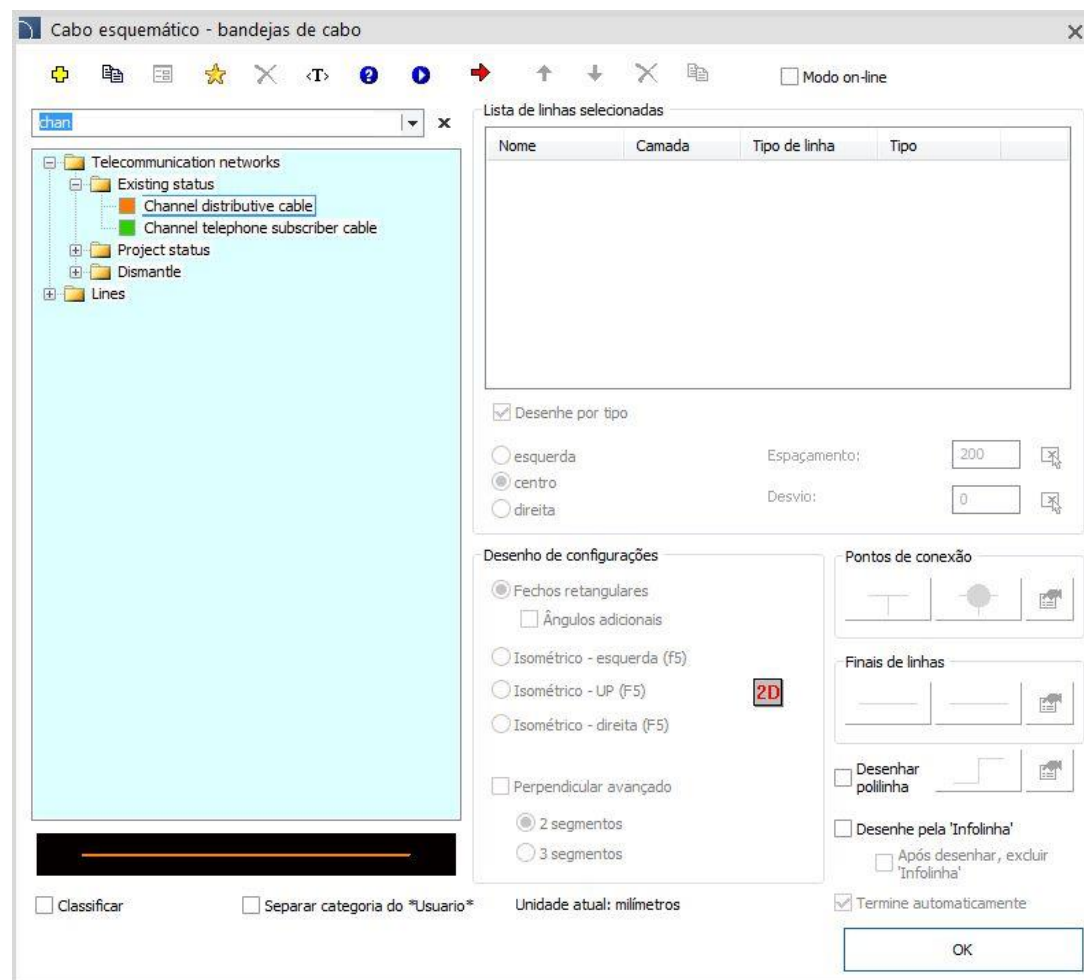 Cabo esquemático - bandejas de cabo
<T>
Modo on-line
chan
Telecommunication networks
Existing status
Channel distributive cable
Channel telephone subscriber cable
Project status
Dismantle
Lines
Classificar
Separar categoria do *Usuario*
Lista de linhas selecionadas
Nome Camada Tipo de linha Tipo
Desenhe por tipo
esquerda
centro
direita
Espaçamento: 200
Desvio: 0
Desenho de configurações
Fechos retangulares
Ângulos adicionais
Isométrico - esquerda (f5)
Isométrico - UP (F5)
Isométrico - direita (F5)
2D
Perpendicular avançado
2 segmentos
3 segmentos
Unidade atual: milímetros
Pontos de conexão
Finais de linhas
Desenhar
polilinha
Desenhe pela 'Infolinha'
Após desenhar, excluir
'Infolinha'
Termine automaticamente
OK